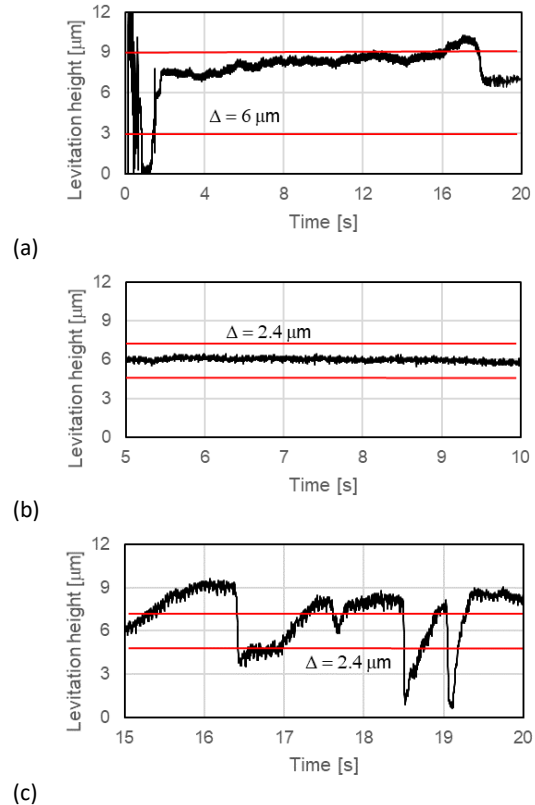 Levitation height [μm]
12
9
6
3
0
Δ = 6 μm
0 4 8 12 16 20
Time [s]
(a)
Levitation height [μm]
12
9
6
3
0
Δ = 2.4 μm
5 6 7 8 9 10
Time [s]
(b)
Levitation height [μm]
12
9
6
3
0
Δ = 2.4 μm
15 16 17 18 19 20
Time [s]
(c)